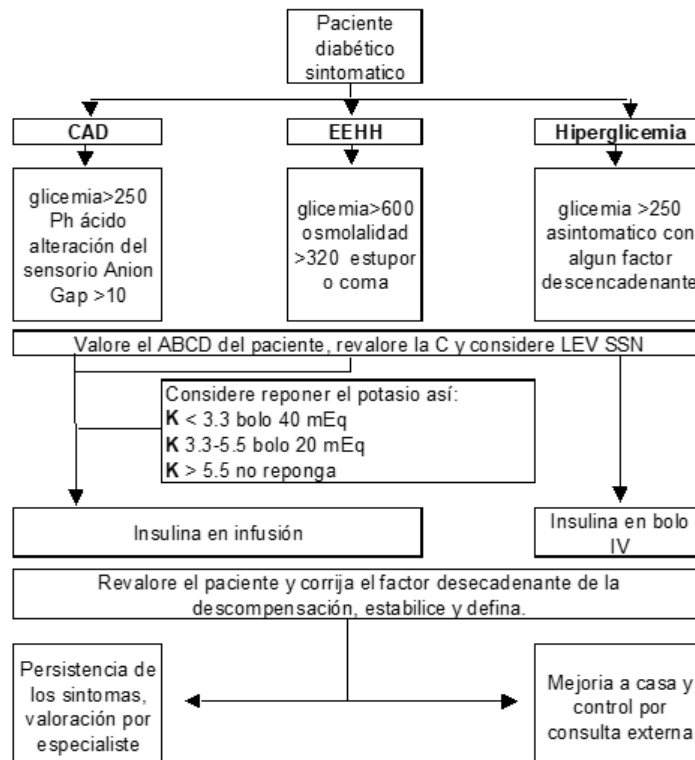 Paciente
diabético
sintomatico
CAD
EEHH
Hiperglicemia
glicemia>250
Ph ácido
alteración del
sensorio Anion
Gap >10
glicemia>600
osmolalidad
>320 estupor
o coma
glicemia >250
asintomatico con
algun factor
descencadenante
Valore el ABCD del paciente, revalore la C y considere LEV SSN
Considere reponer el potasio así:
K < 3.3 bolo 40 mEq
K 3.3-5.5 bolo 20 mEq
K > 5.5 no reponga
Insulina en infusión
Insulina en bolo
IV
Revalore el paciente y corrija el factor desecadenante de la
descompensación, estabilice y defina.
Persistencia de
los sintomas,
valoración por
especialiste
Mejoria a casa y
control por
consulta externa